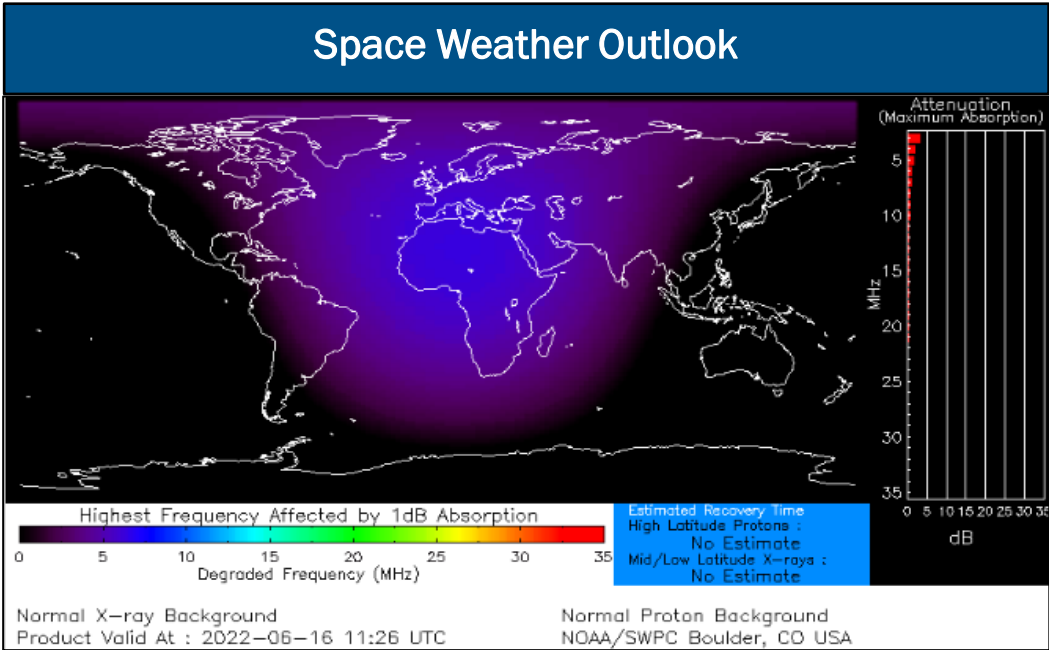 Space Weather Outlook
Attenuation
(Maximum Absorption)
5
10
15
20
25
30
35
MHz
0 5 10 15 20 25 30 35
dB
Highest Frequency Affected by 1dB Absorption
0 5 10 15 20 25 30 35
Degraded Frequency (MHz)
Estimated Recovery Time
High Latitude Protons :
No Estimate
Mid/Low Latitude X-rays :
No Estimate
Normal X-ray Background
Normal Proton Background
Product Valid At : 2022-06-16 11:26 UTC
NOAA/SWPC Boulder, CO USA